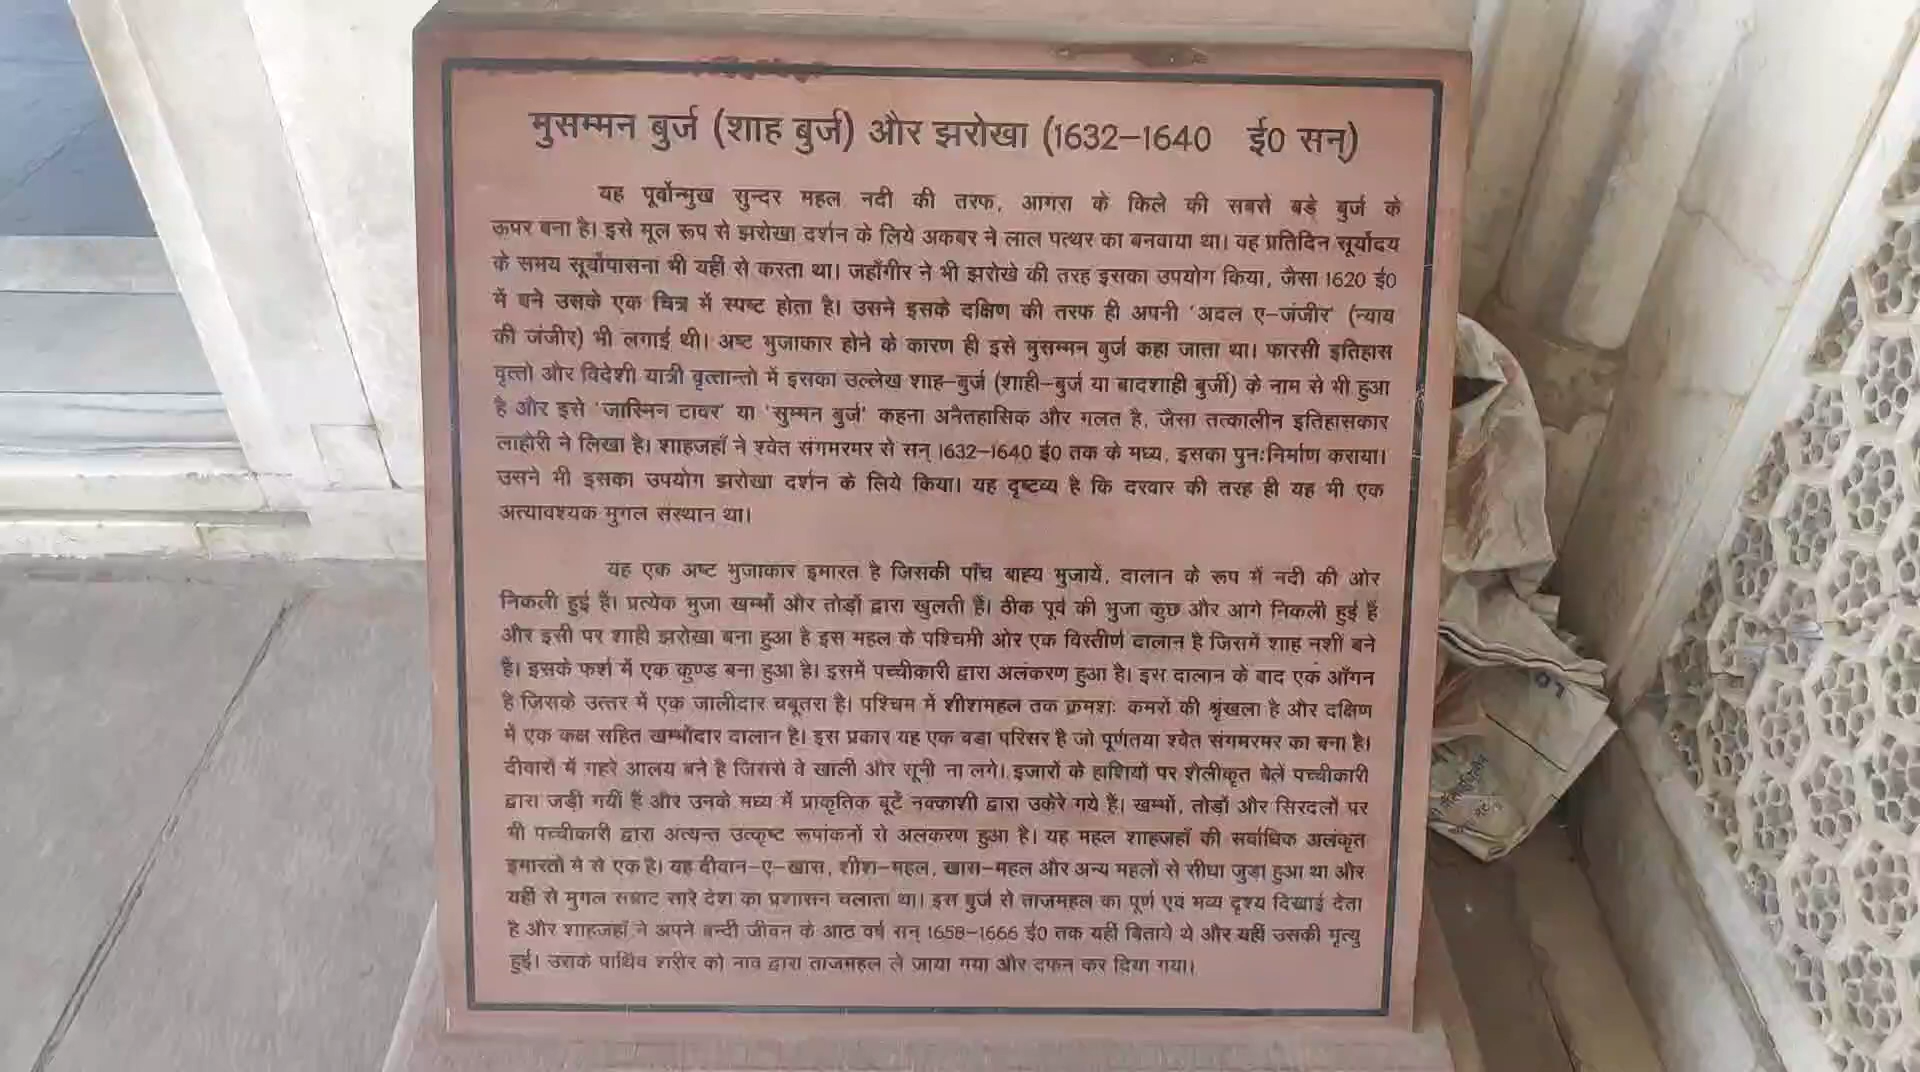 मुसम्मन बुर्ज (शाह बुर्ज) और झरोखा (1632–1640 ई0 सन्)
यह पूर्वोन्मुख सुन्दर महल नदी की तरफ, आगरा के किले की सबसे बड़े बुर्ज के
ऊपर बना है। इसे मूल रूप से झरोखा दर्शन के लिये अकबर ने लाल पत्थर का बनवाया था। वह प्रतिदिन सूर्योदय
के समय सूर्योपासना भी यहीं से करता था। जहाँगीर ने भी झरोखे की तरह इसका उपयोग किया, जैसा 1620 ई0
में बने उसके एक चित्र में स्पष्ट होता है। उसने इसके दक्षिण की तरफ ही अपनी 'अदल ए–जंजीर' (न्याय
की जंजीर) भी लगाई थी। अष्ट भुजाकार होने के कारण ही इसे मुसम्मन बुर्ज कहा जाता था। फारसी इतिहास
वृत्तो और विदेशी यात्री वृत्तान्तो में इसका उल्लेख शाह–बुर्ज (शाही–बुर्ज या बादशाही बुर्जी) के नाम से भी हुआ
है और इसे 'जास्मिन टावर' या 'सुम्मन बुर्ज' कहना अनैतहासिक और गलत है, जैसा तत्कालीन इतिहासकार
लाहौरी ने लिखा है। शाहजहाँ ने श्वेत संगमरमर से सन् 1632–1640 ई0 तक के मध्य, इसका पुनःनिर्माण कराया।
उसने भी इसका उपयोग झरोखा दर्शन के लिये किया। यह दृष्टव्य है कि दरवार की तरह ही यह भी एक
अत्यावश्यक मुगल संस्थान था।
यह एक अष्ट भुजाकार इमारत है जिसकी पाँच बाह्य भुजायें, दालान के रूप में नदी की ओर
निकली हुई हैं। प्रत्येक भुजा खम्भों और तोड़ों द्वारा खुलती हैं। ठीक पूर्व की भुजा कुछ और आगे निकली हुई है
और इसी पर शाही झरोखा बना हुआ है इस महल के पश्चिमी ओर एक विस्तीर्ण दालान है जिसमें शाह नशीं बने
है। इसके फर्श में एक कुण्ड बना हुआ है। इसमें पच्चीकारी द्वारा अलंकरण हुआ है। इस दालान के बाद एक आँगन
है जिसके उत्तर में एक जालीदार चबूतरा है। पश्चिम में शीशमहल तक क्रमशः कमरों की श्रृंखला है और दक्षिण
में एक कक्ष सहित खम्भोंदार दालान है। इस प्रकार यह एक बडा परिसर है जो पूर्णतया श्वेत संगमरमर का बना है।
दीवारों में गहरे आलय बने है जिससे वे खाली और सूनी ना लगे। इजारों के हाशियों पर शैलीकृत बेलें पच्चीकारी
द्वारा जड़ी गयीं हैं और उनके मध्य में प्राकृतिक बूटें नक्काशी द्वारा उकेरे गये हैं। खम्भों, तोडों और सिरदलों पर
भी पच्चीकारी द्वारा अत्यन्त उत्कृष्ट रूपांकनों से अलंकरण हुआ है। यह महल शाहजहाँ की सर्वाधिक अलंकृत
इमारतो मे से एक है। यह दीवान–ए–खास, शीश–महल, खास–महल और अन्य महलों से सीधा जुड़ा हुआ था और
यहीं से मुगल सम्राट सारे देश का प्रशासन चलाता था। इस बुर्ज से ताजमहल का पूर्ण एवं भव्य दृश्य दिखाई देता
है और शाहजहाँ ने अपने बन्दी जीवन के आठ वर्ष सन् 1658–1666 ई0 तक यहीं बिताये थे और यहीं उसकी मृत्यु
हुई। उसके पार्थिव शरीर को नाव द्वारा ताजमहल ले जाया गया और दफन कर दिया गया।